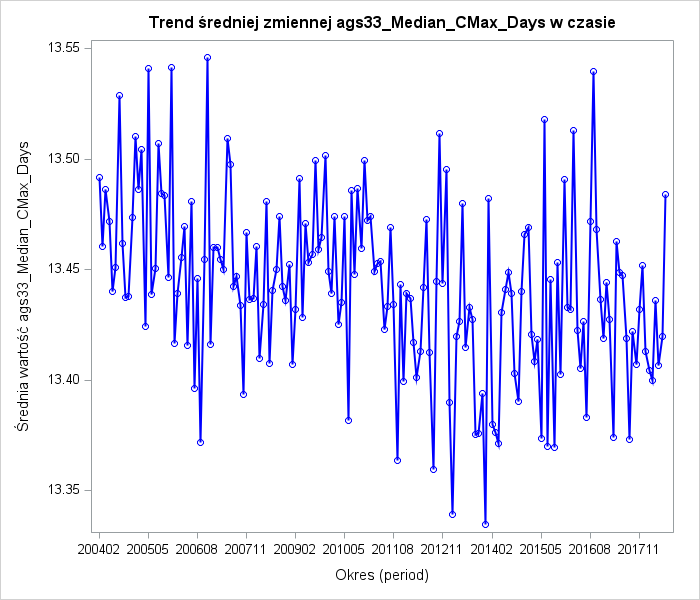 Trend średniej zmiennej ags33_Median_CMax_Days w czasie
Średnia wartość ags33_Median_CMax_Days
13.55
13.50
13.45
13.40
13.35
200402 200505 200608 200711 200902 201005 201108 201211 201402 201505 201608 201711
Okres (period)